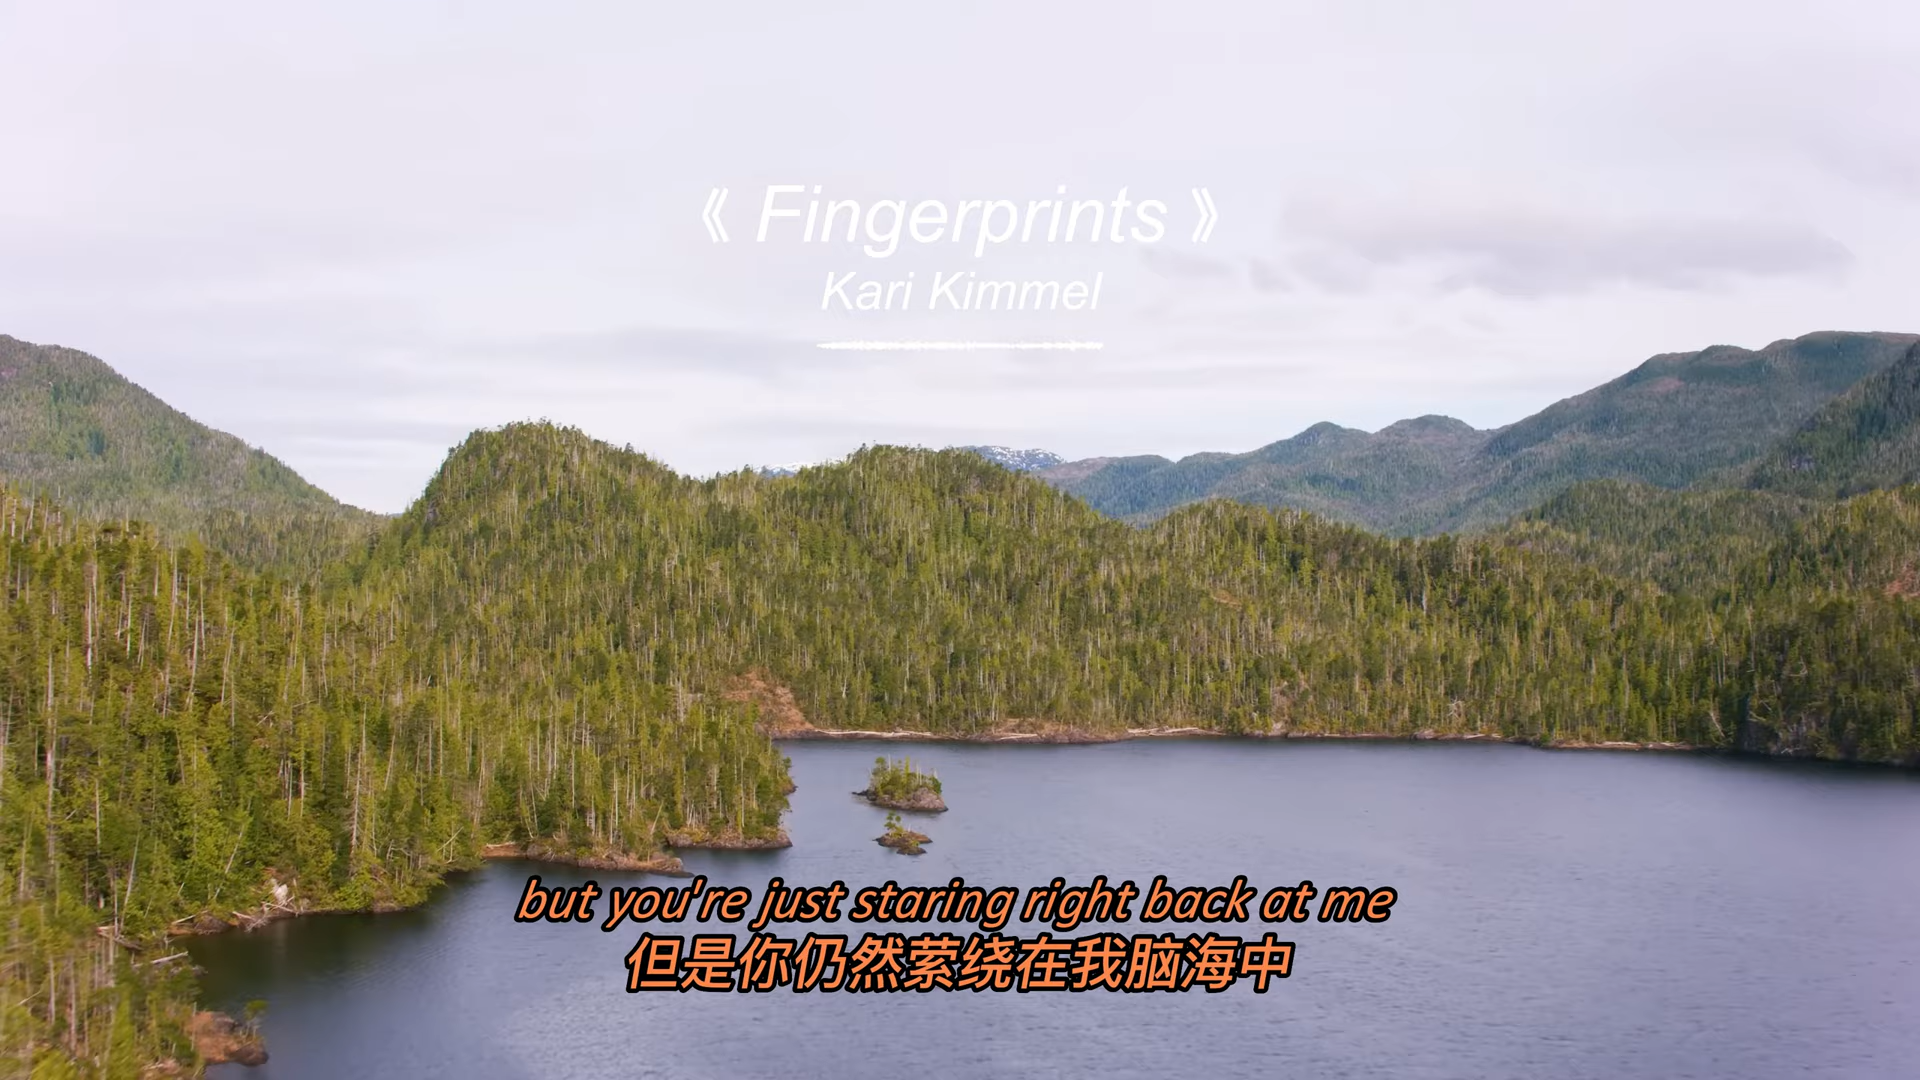 《 Fingerprints 》
Kari Kimmel
but you're just staring right back at me
但是你仍然萦绕在我脑海中